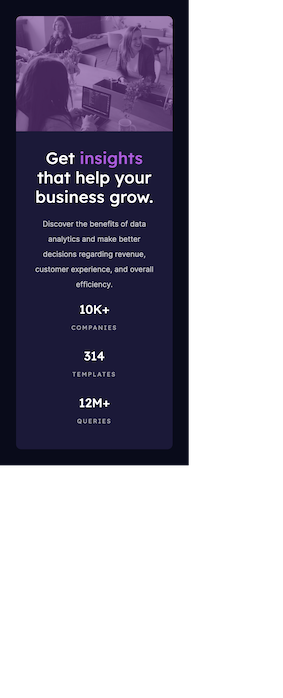 Get insights
that help your
business grow.
Discover the benefits of data
analytics and make better
decisions regarding revenue,
customer experience, and overall
efficiency.
10K+
COMPANIES
314
TEMPLATES
12M+
QUERIES